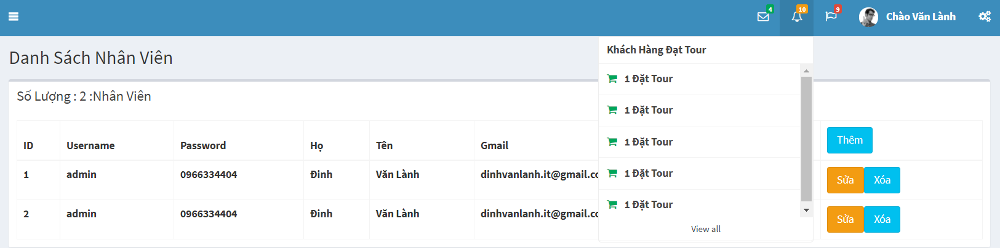 4 10 9 Chào Văn Lành
Danh Sách Nhân Viên
Khách Hàng Đạt Tour
Số Lượng : 2 :Nhân Viên
1 Đặt Tour
1 Đặt Tour
1 Đặt Tour
1 Đặt Tour
1 Đặt Tour
View all
ID Username Password Họ Tên Gmail Thêm
1 admin 0966334404 Đinh Văn Lành dinhvanlanh.it@gmail.co Sửa Xóa
2 admin 0966334404 Đinh Văn Lành dinhvanlanh.it@gmail.co Sửa Xóa